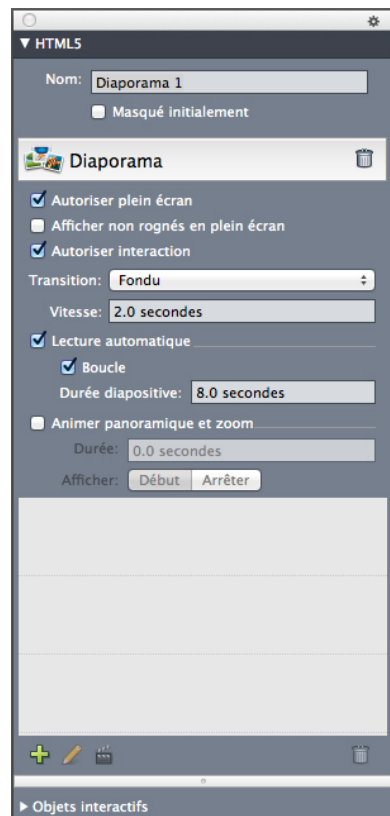 HTML5
Nom: Diaporama 1
Masqué initialement
Diaporama
Autoriser plein écran
Afficher non rognés en plein écran
Autoriser interaction
Transition: Fondu
Vitesse: 2.0 secondes
Lecture automatique
Boucle
Durée diapositive: 8.0 secondes
Animer panoramique et zoom
Durée: 0.0 secondes
Afficher: Début Arrêter
Objets interactifs